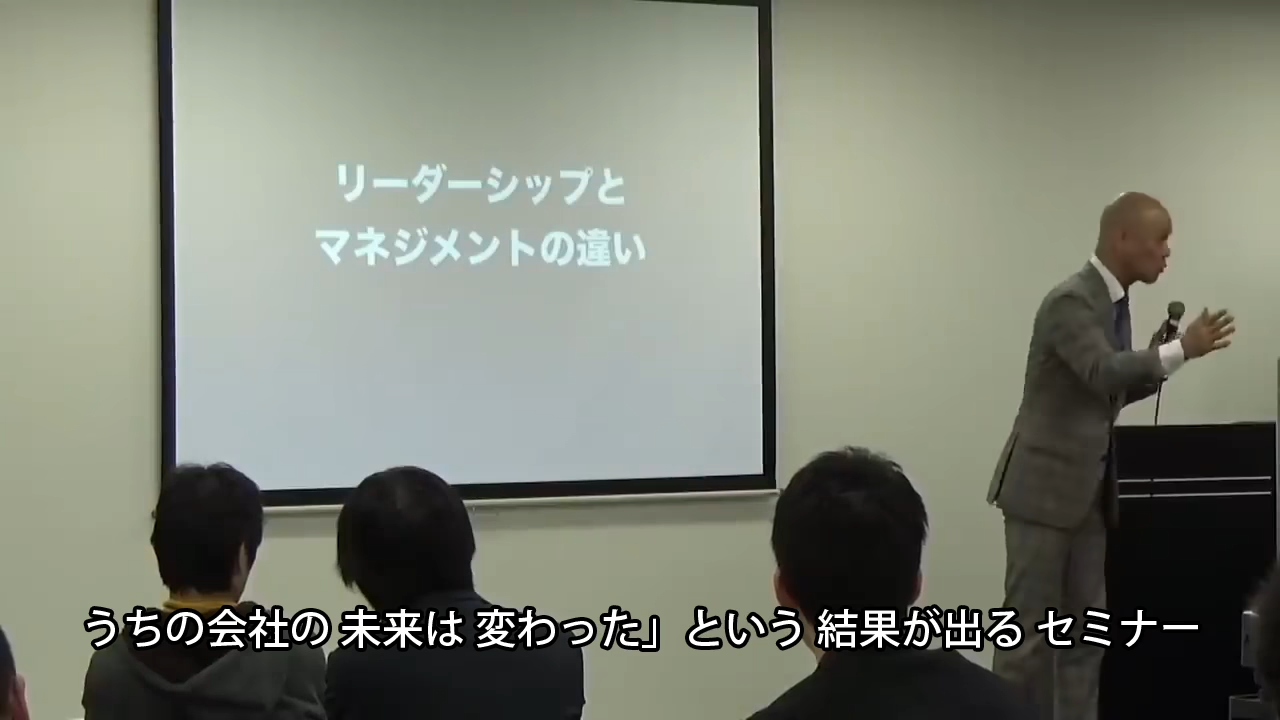 リーダーシップと
マネジメントの違い
うちの会社の 未来は 変わった」という 結果が出る セミナー